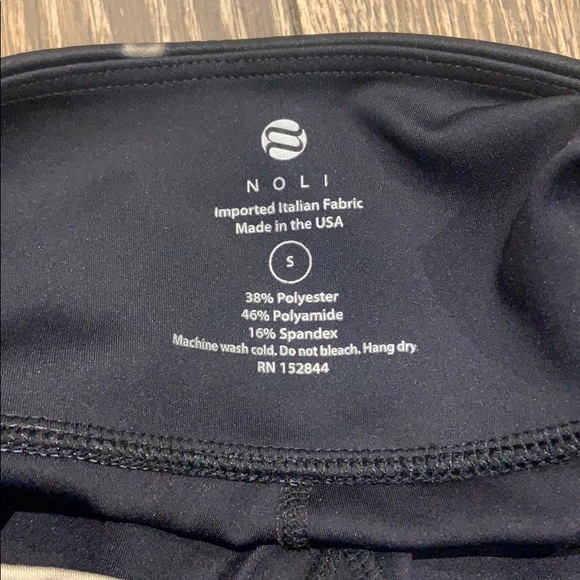 NOLI
Imported Italian Fabric
Made in the USA
S
38% Polyester
46% Polyamide
16% Spandex
Machine wash cold. Do not bleach. Hang dry
RN 152844